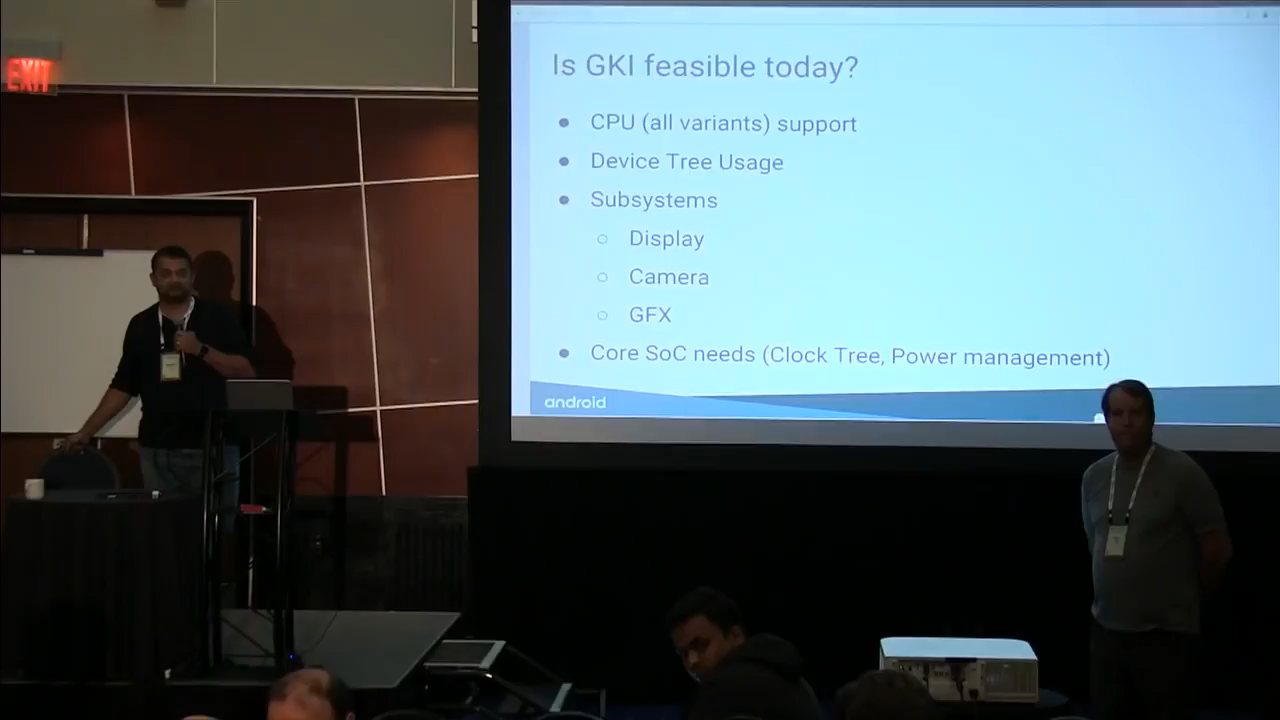 EXIT
Is GKI feasible today?
● CPU (all variants) support
● Device Tree Usage
● Subsystems
○ Display
○ Camera
○ GFX
● Core SoC needs (Clock Tree, Power management)
android